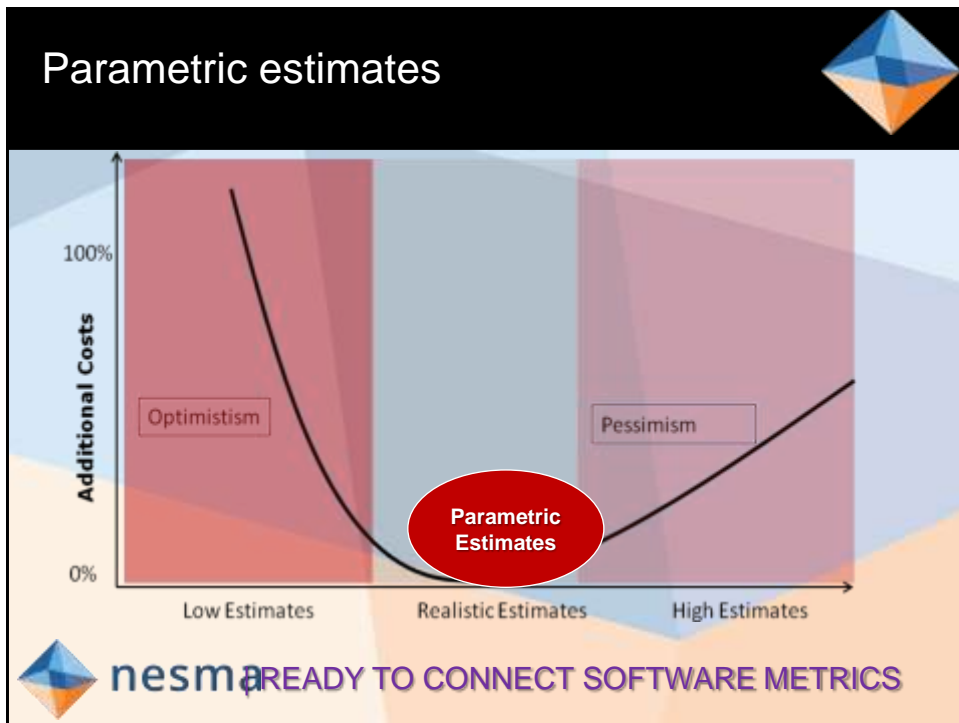 Parametric estimates
100%
Additional Costs
Optimistism
Pessimism
Parametric
Estimates
0%
Low Estimates
Realistic Estimates
High Estimates
nesma
| READY TO CONNECT SOFTWARE METRICS